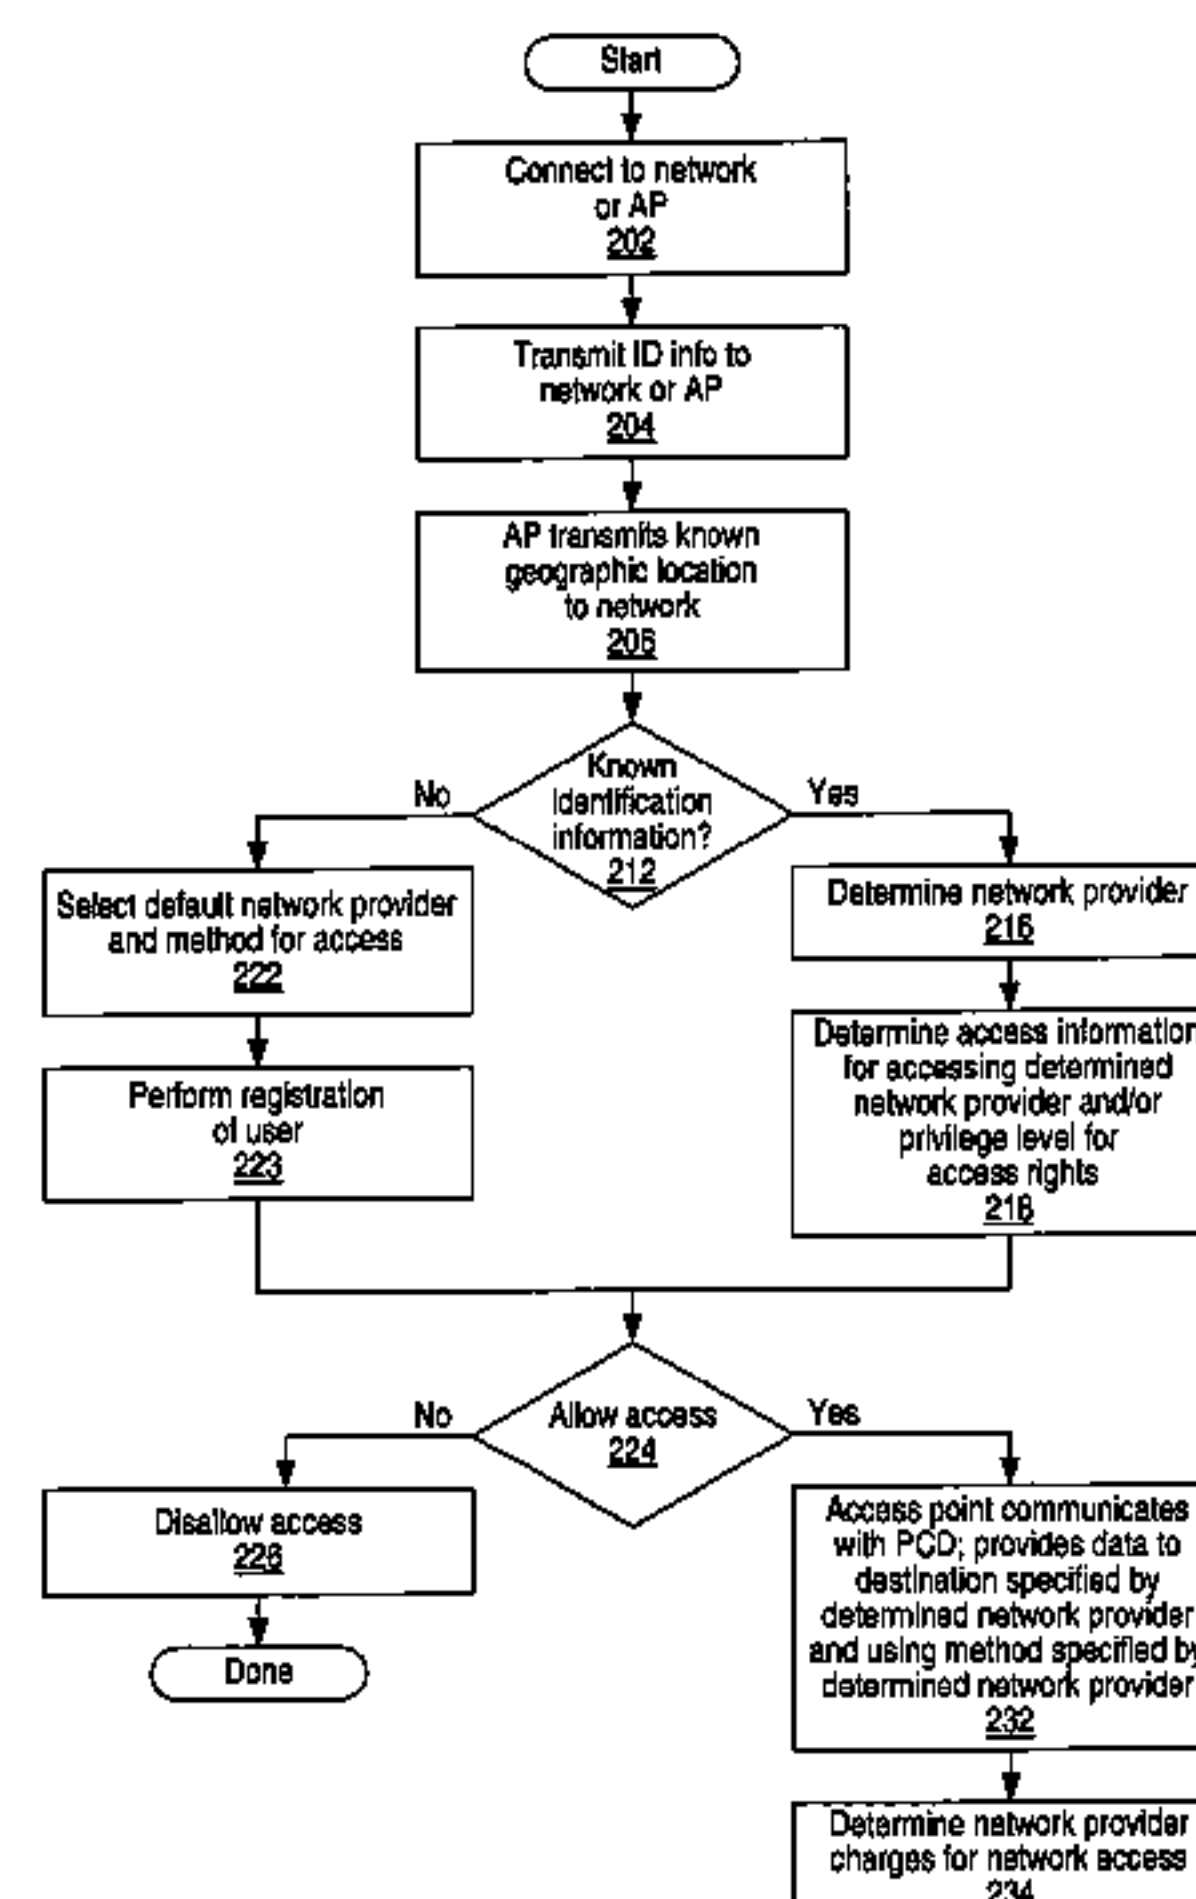 Start
Connect to network
or AP
202
Transmit ID info to
network or AP
204
AP transmits known
geographic location
to network
206
Known
identification
information?
212
No
Yes
Select default network provider
and method for access
222
Determine network provider
216
Perform registration
of user
223
Determine access information
for accessing determined
network provider and/or
privilege level for
access rights
218
Allow access
224
No
Yes
Disallow access
226
Done
Access point communicates
with PCD; provides data to
destination specified by
determined network provider
and using method specified by
determined network provider
232
Determine network provider
charges for network access
234